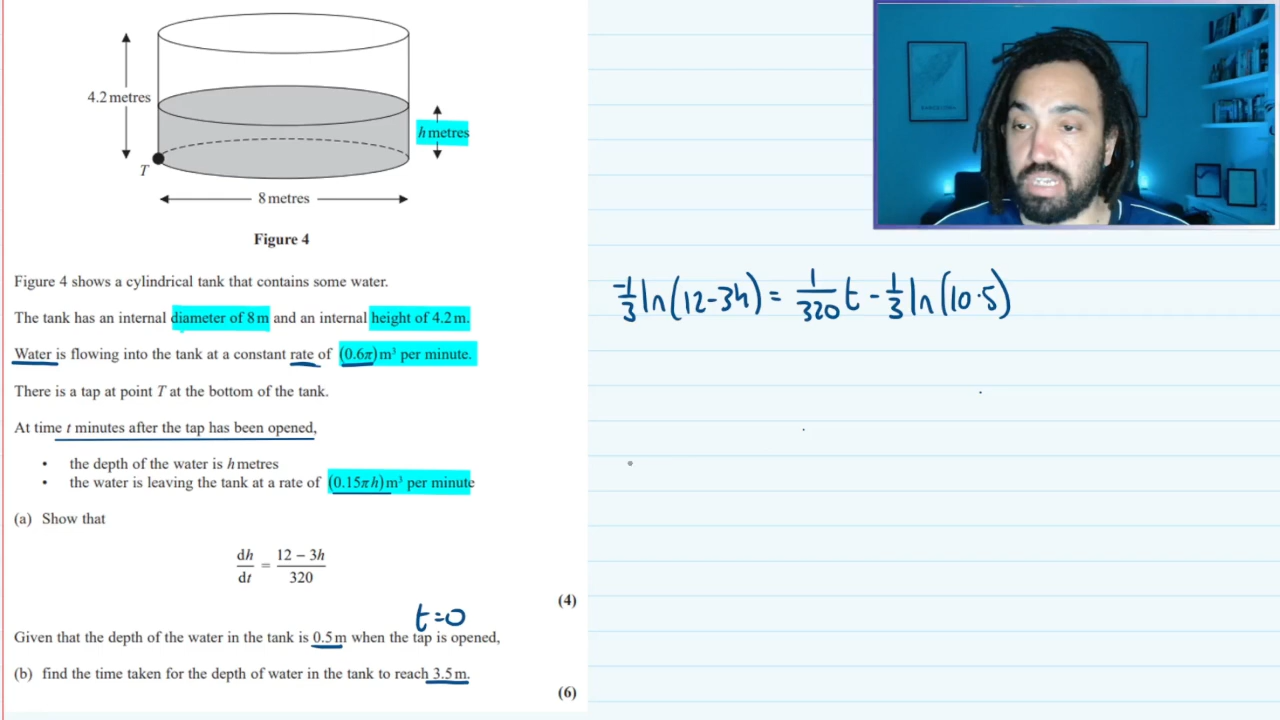 4.2 metres
h metres
T
8 metres
Figure 4
Figure 4 shows a cylindrical tank that contains some water.
The tank has an internal diameter of 8 m and an internal height of 4.2 m.
Water is flowing into the tank at a constant rate of (0.6π) m³ per minute.
There is a tap at point T at the bottom of the tank.
At time t minutes after the tap has been opened,
• the depth of the water is h metres
• the water is leaving the tank at a rate of (0.15πh) m³ per minute
(a) Show that
dh/dt = (12 – 3h)/320
(4)
t=0
Given that the depth of the water in the tank is 0.5 m when the tap is opened,
(b) find the time taken for the depth of water in the tank to reach 3.5 m.
(6)
-1/3 ln(12-3h) = 1/320 t - 1/3 ln(10.5)